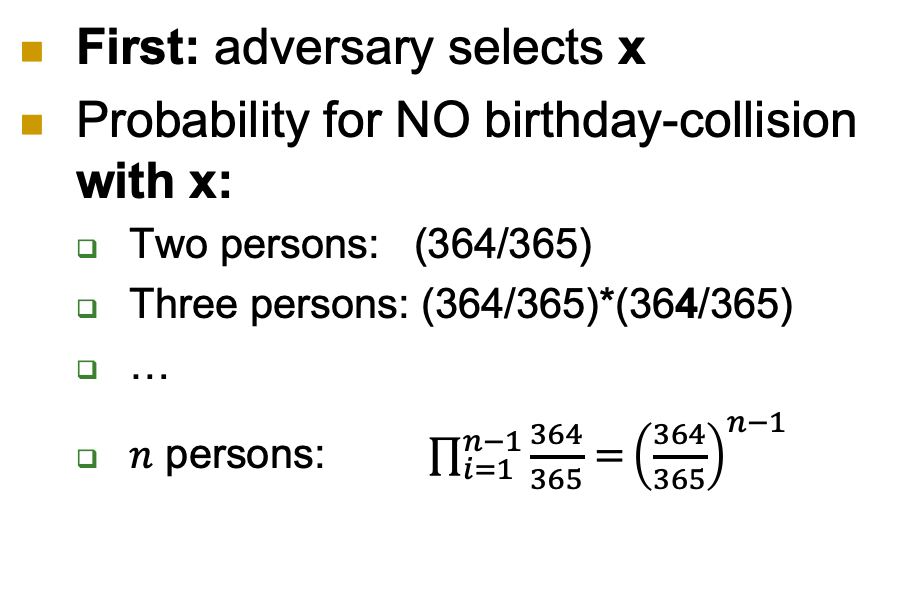 First: adversary selects x
Probability for NO birthday-collision
with x:
Two persons: (364/365)
Three persons: (364/365)*(364/365)
…
n persons: ∏_{i=1}^{n−1} 364/365 = (364/365)^{n−1}